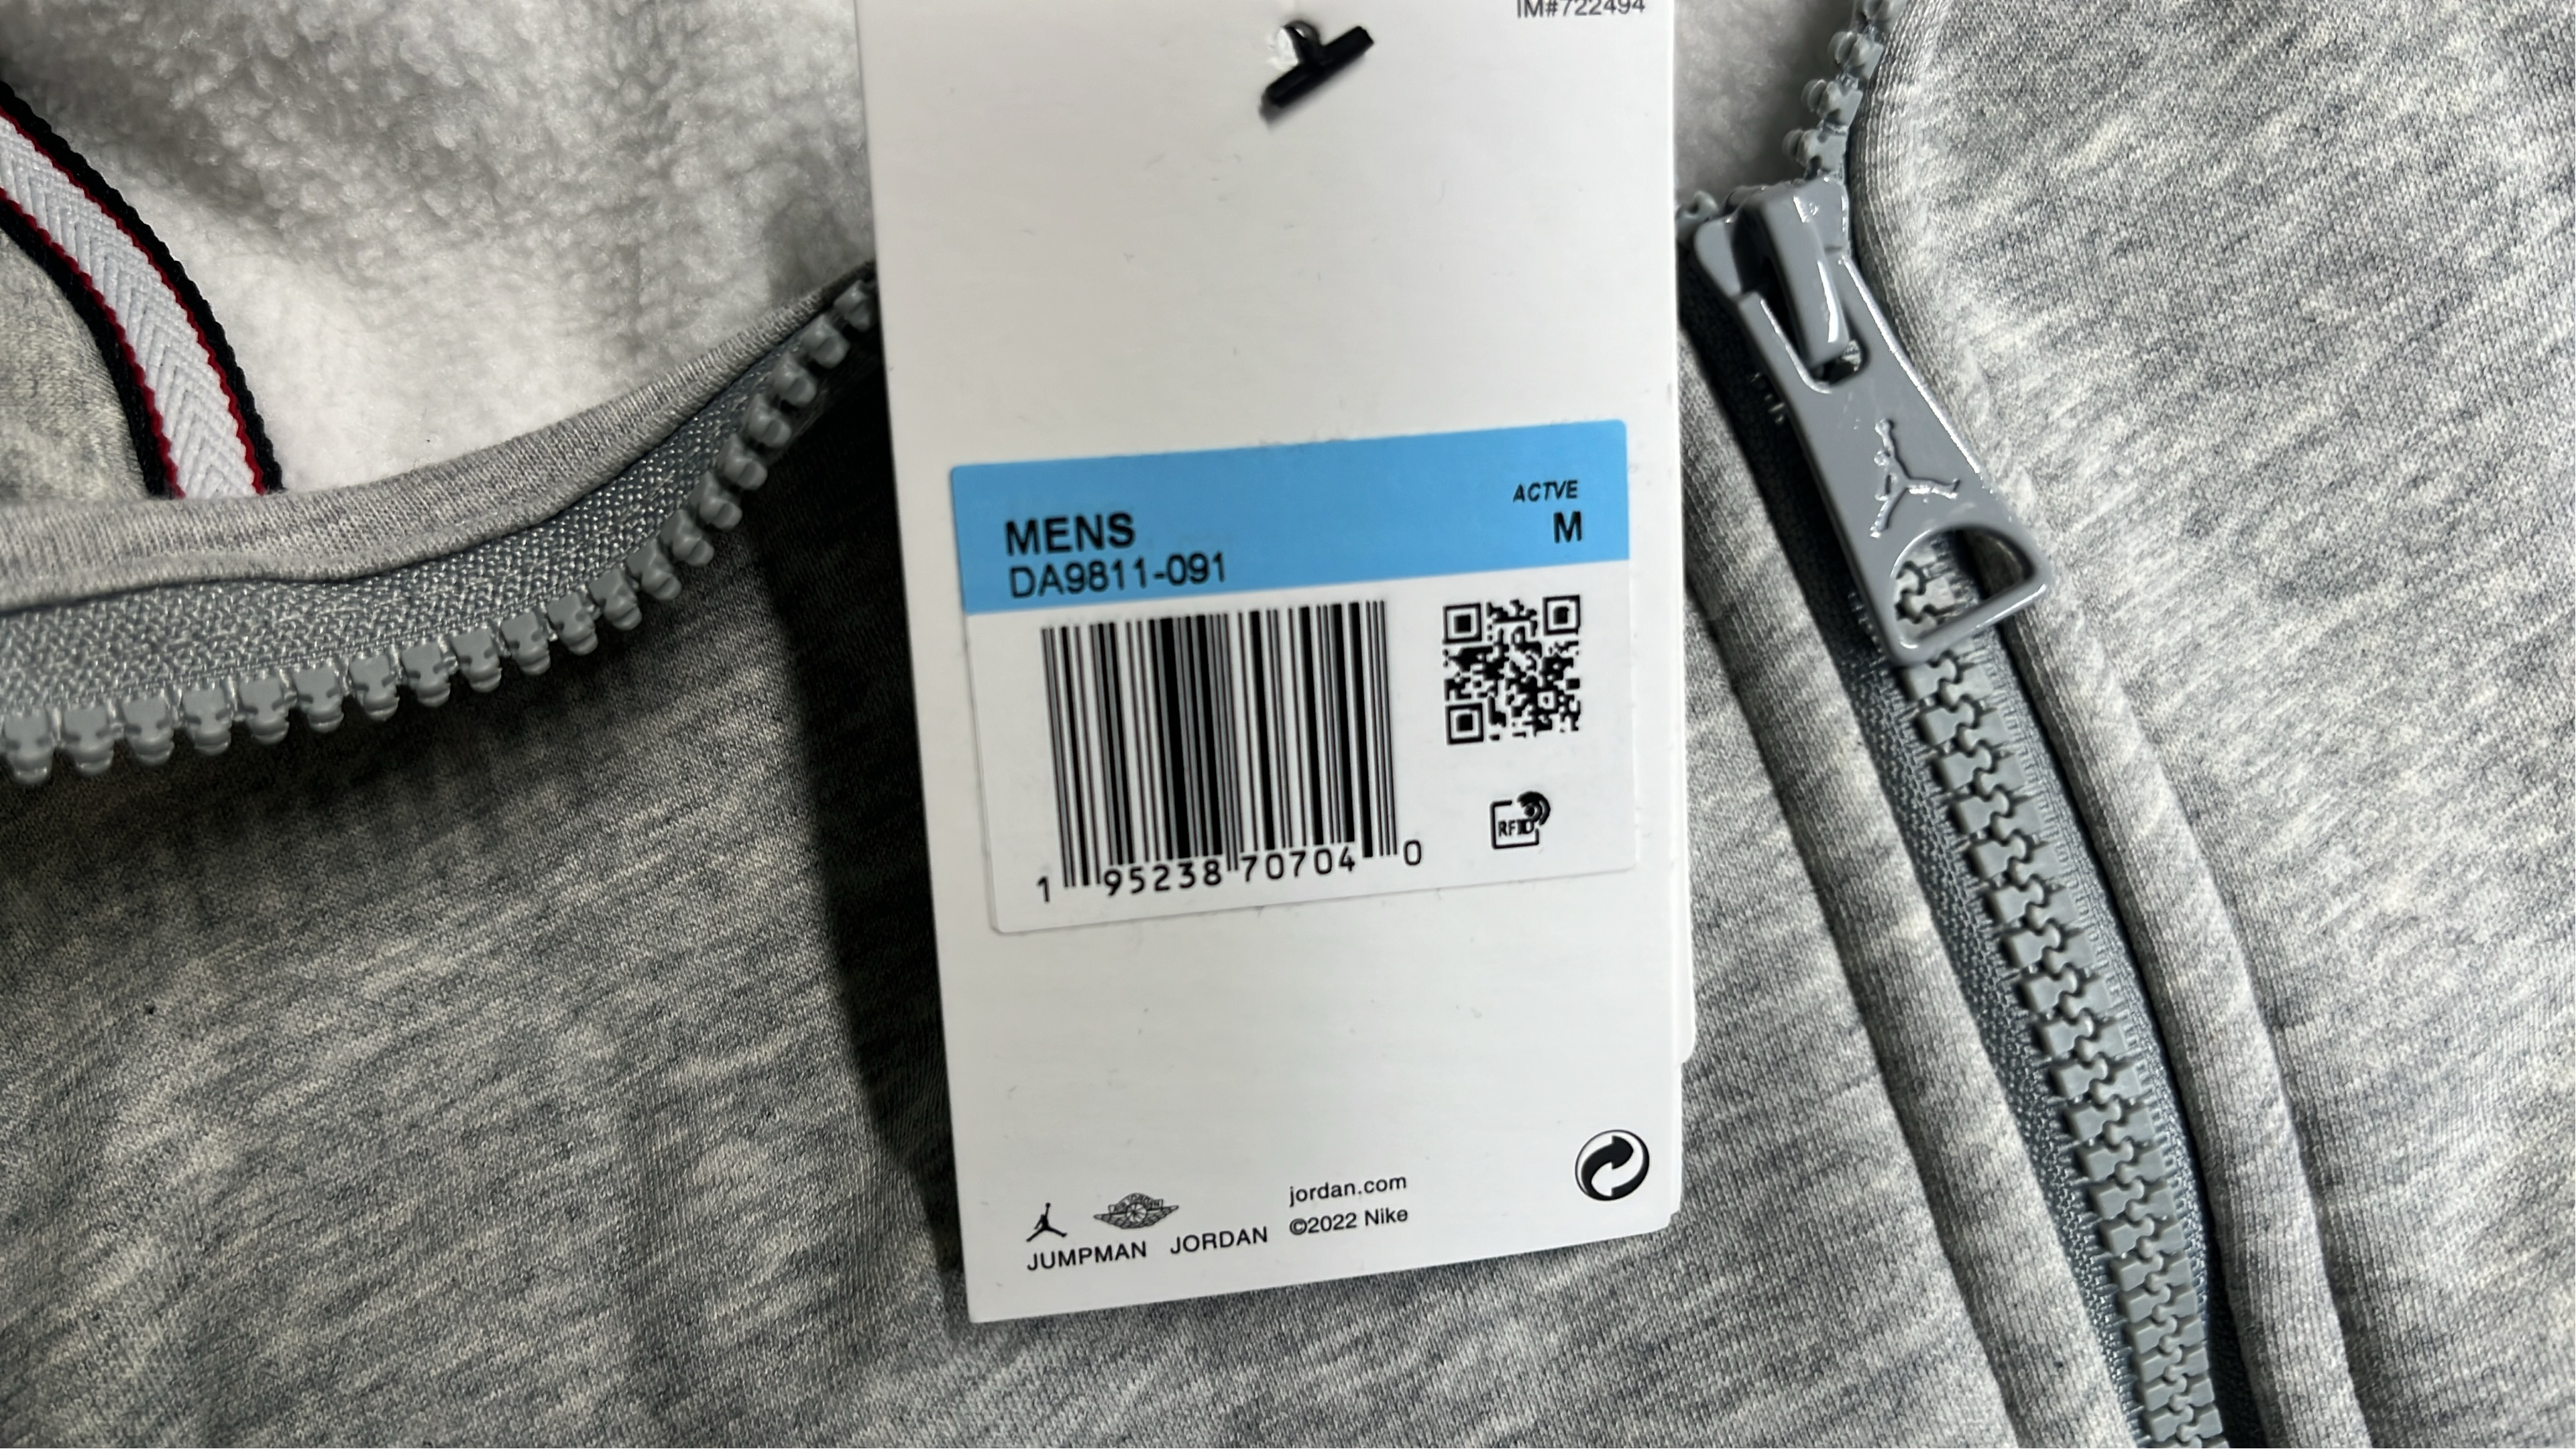 IM#722494
ACTVE
MENS M
DA9811-091
1 95238 70704 0
RFID
jordan.com
©2022 Nike
JUMPMAN JORDAN